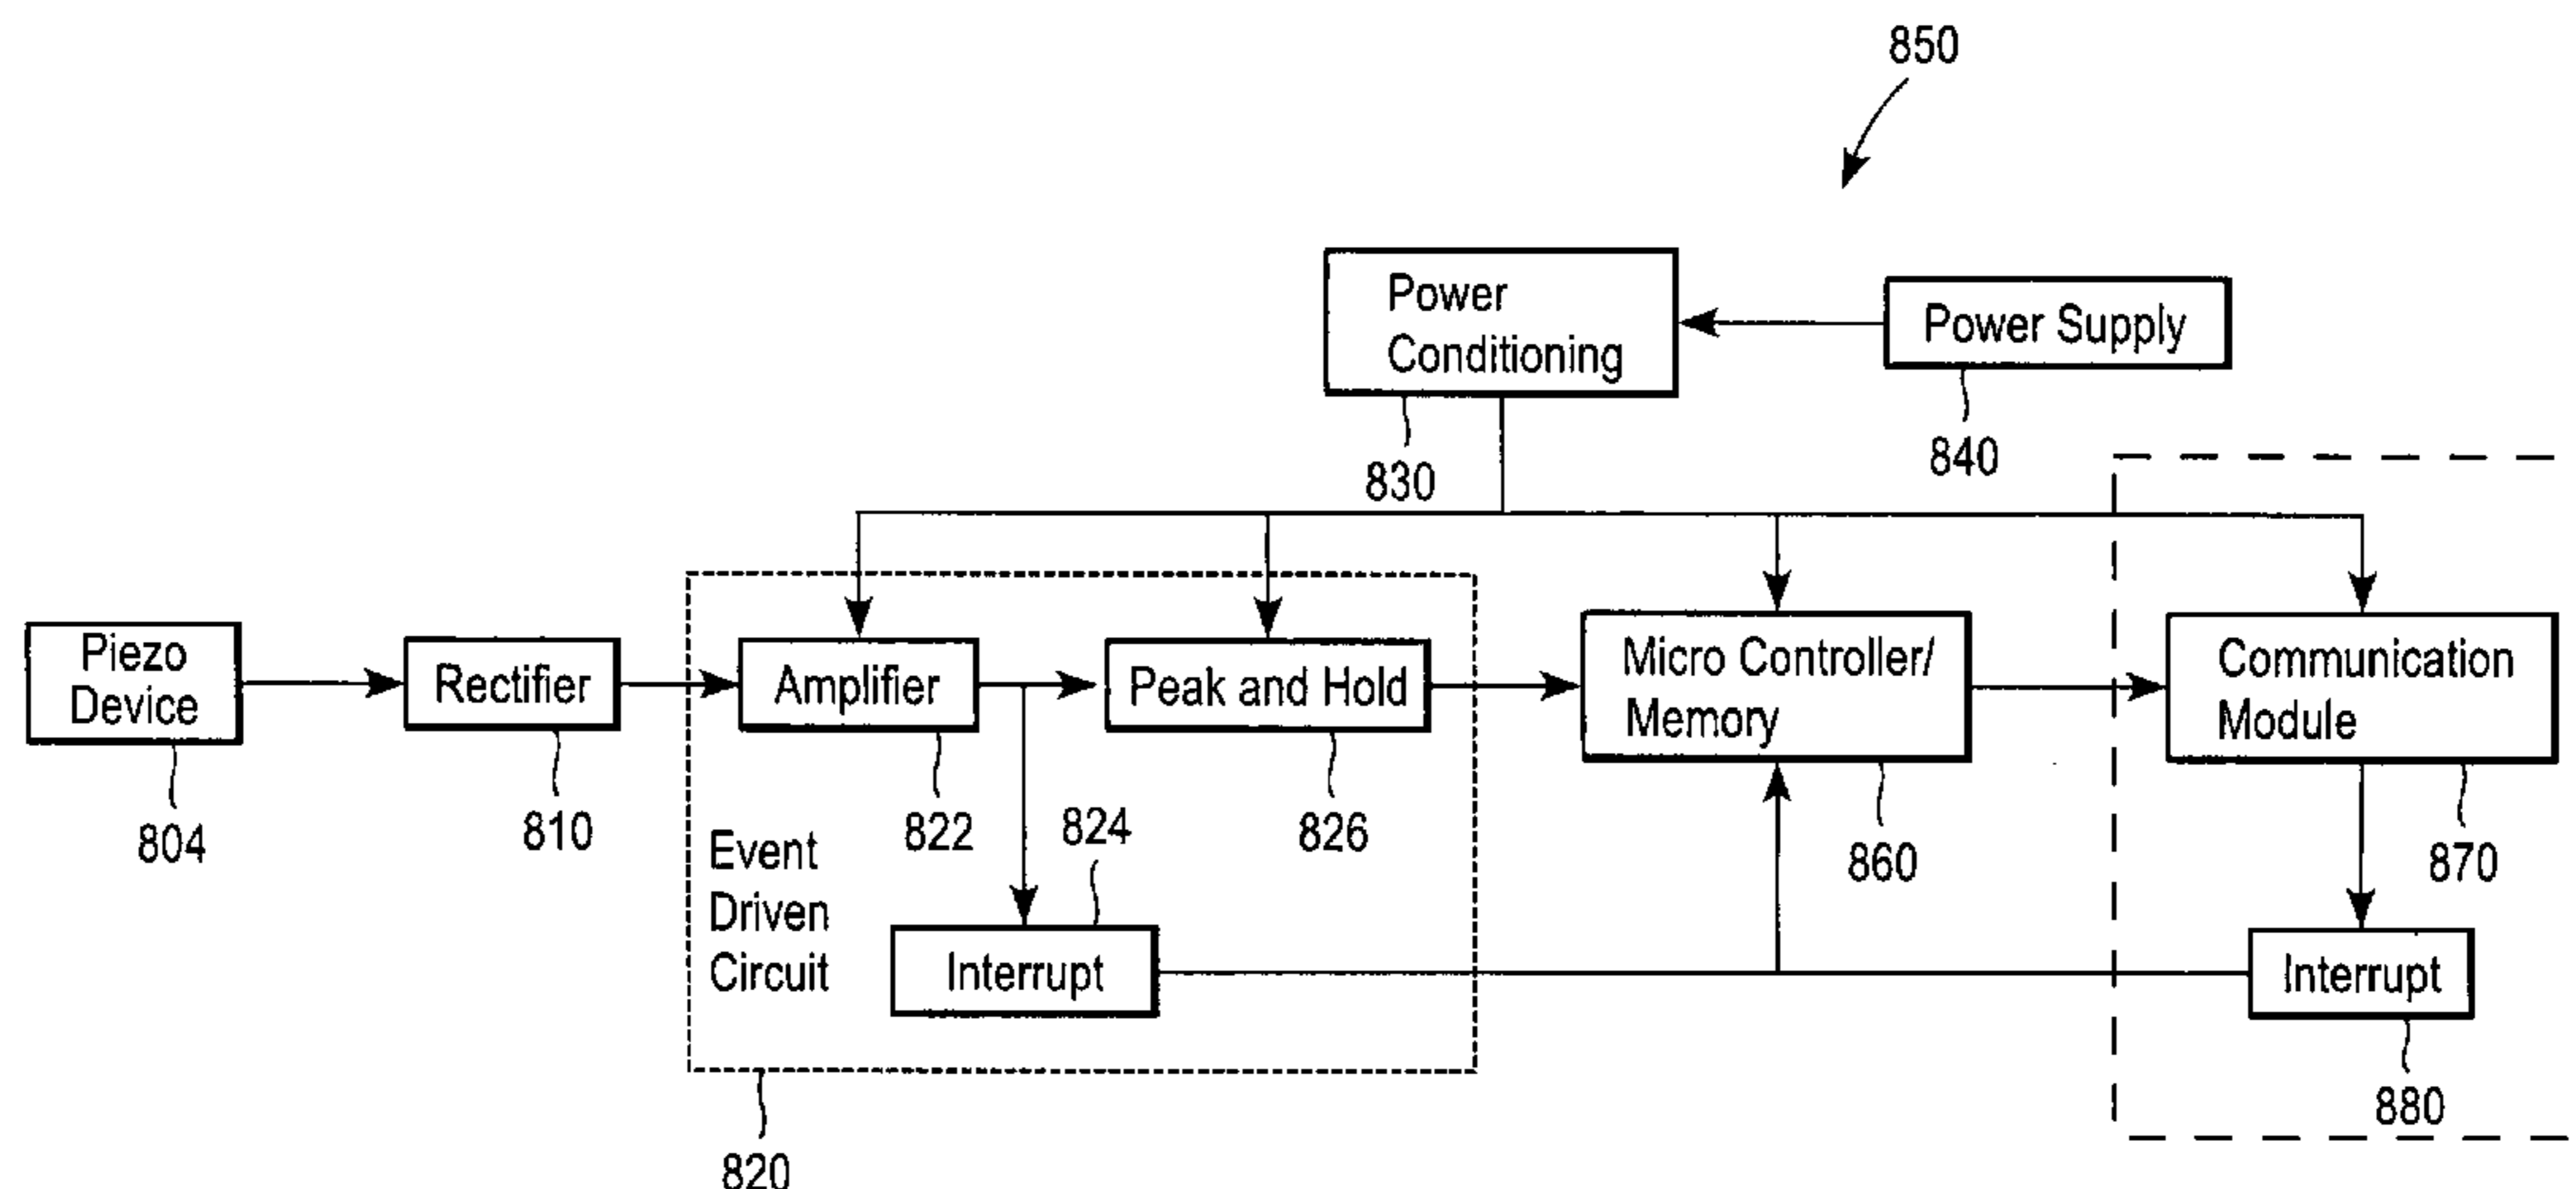 850
Power
Conditioning
Power Supply
830
840
Piezo
Device
Rectifier
Amplifier
Peak and Hold
Micro Controller/
Memory
Communication
Module
804
810
822
824
826
860
870
Event
Driven
Circuit
Interrupt
Interrupt
880
820